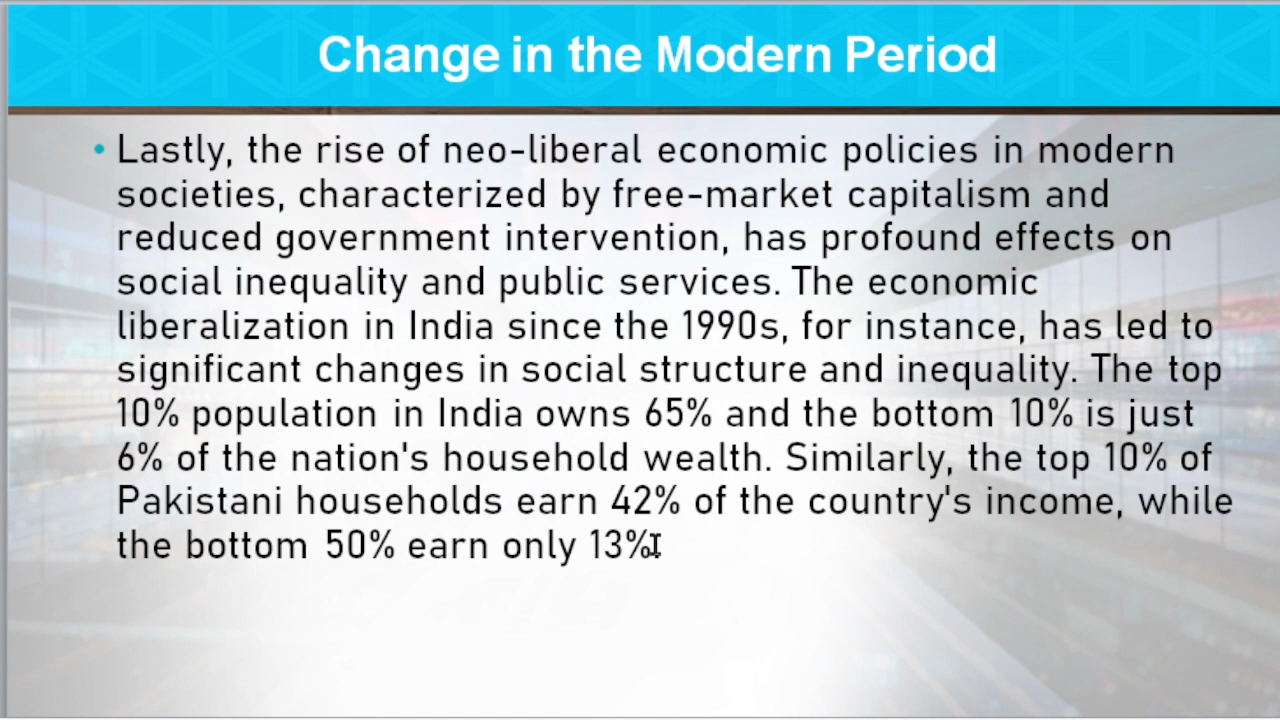 Change in the Modern Period
• Lastly, the rise of neo-liberal economic policies in modern
societies, characterized by free-market capitalism and
reduced government intervention, has profound effects on
social inequality and public services. The economic
liberalization in India since the 1990s, for instance, has led to
significant changes in social structure and inequality. The top
10% population in India owns 65% and the bottom 10% is just
6% of the nation's household wealth. Similarly, the top 10% of
Pakistani households earn 42% of the country's income, while
the bottom 50% earn only 13%.